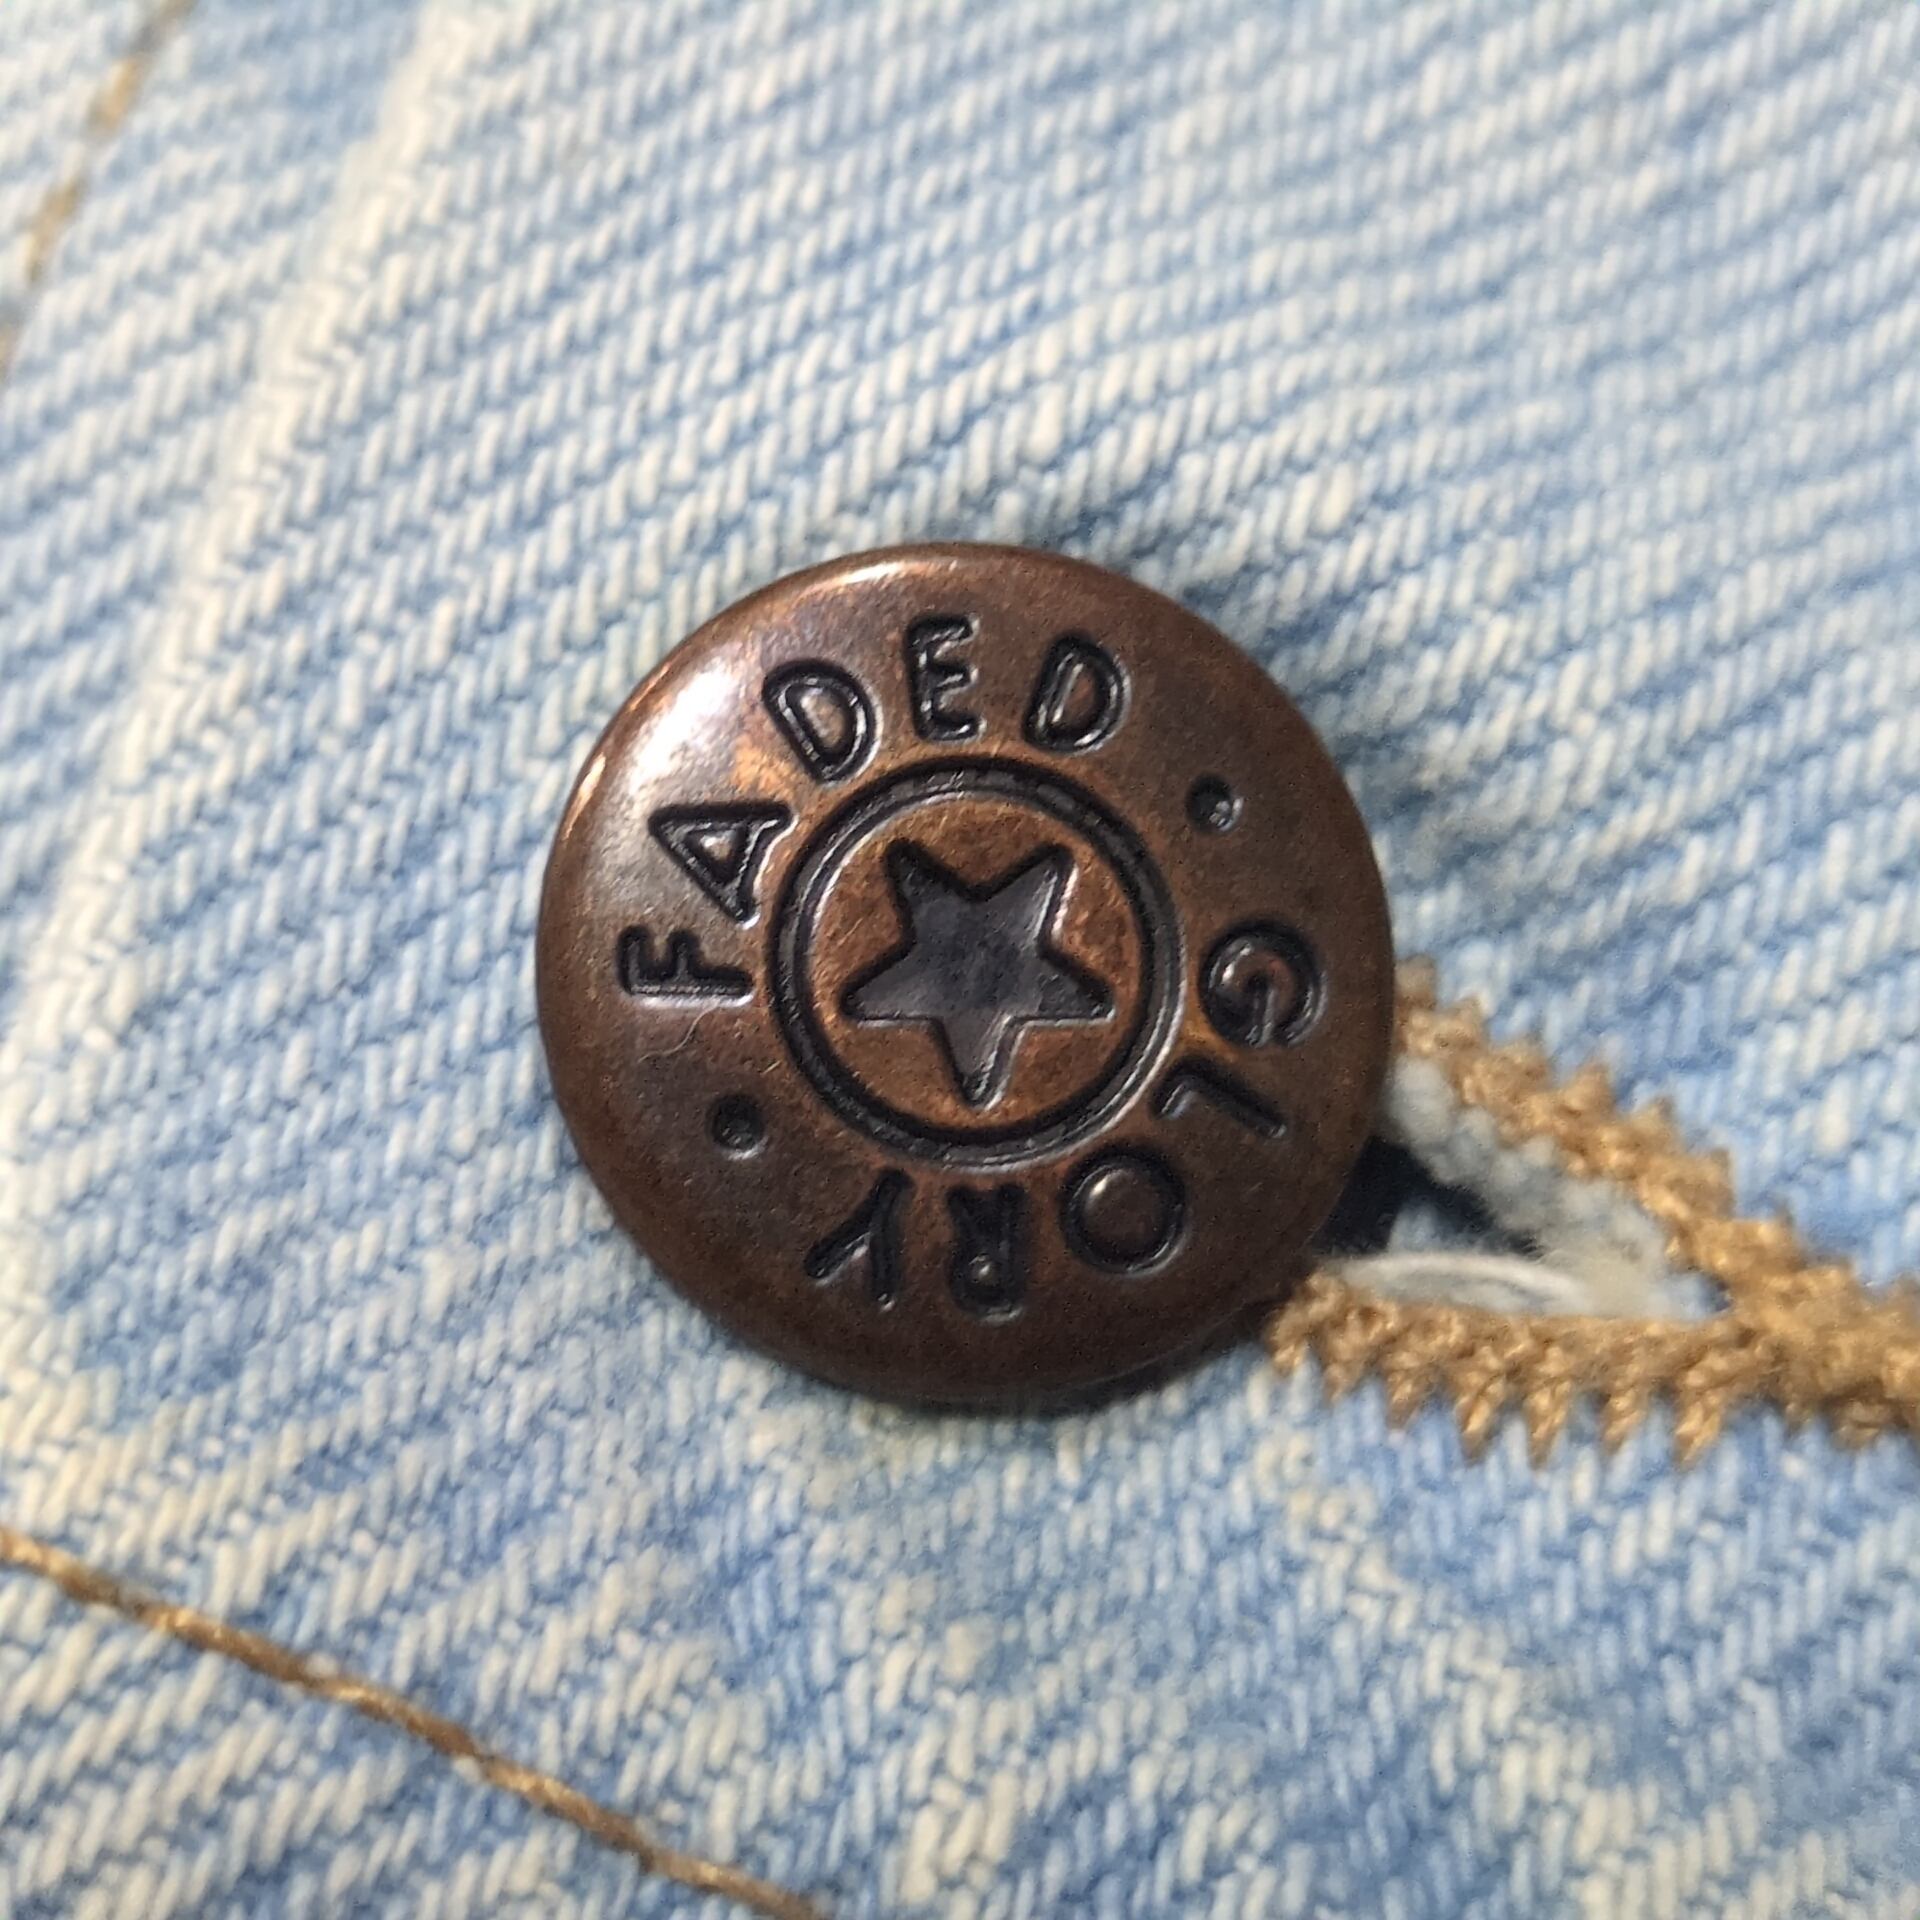 FADED • GLORY •